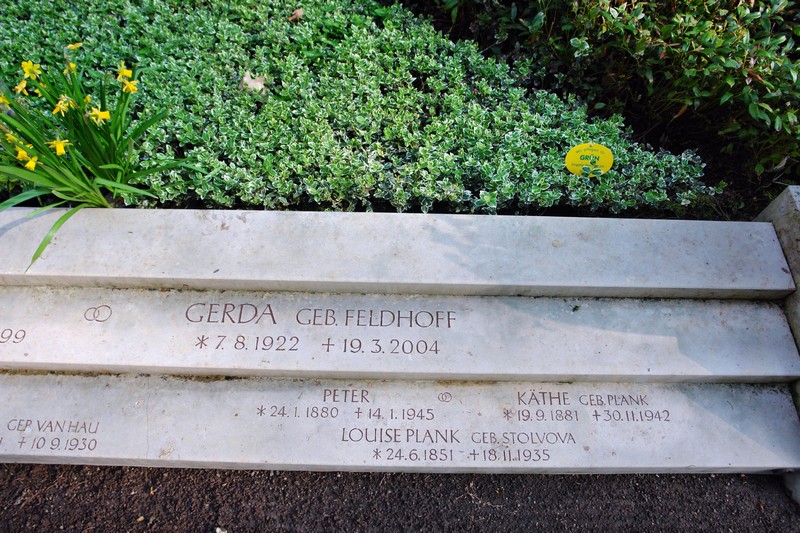 GRÜN
GERDA GEB. FELDHOFF
99
*7.8.1922 +19.3.2004
PETER
*24.1.1880 +14.1.1945
KÄTHE GEB. PLANK
*19.9.1881 +30.11.1942
GEB. VAN HAU
+10.9.1930
LOUISE PLANK GEB. STOLVOVA
*24.6.1851 +18.11.1935